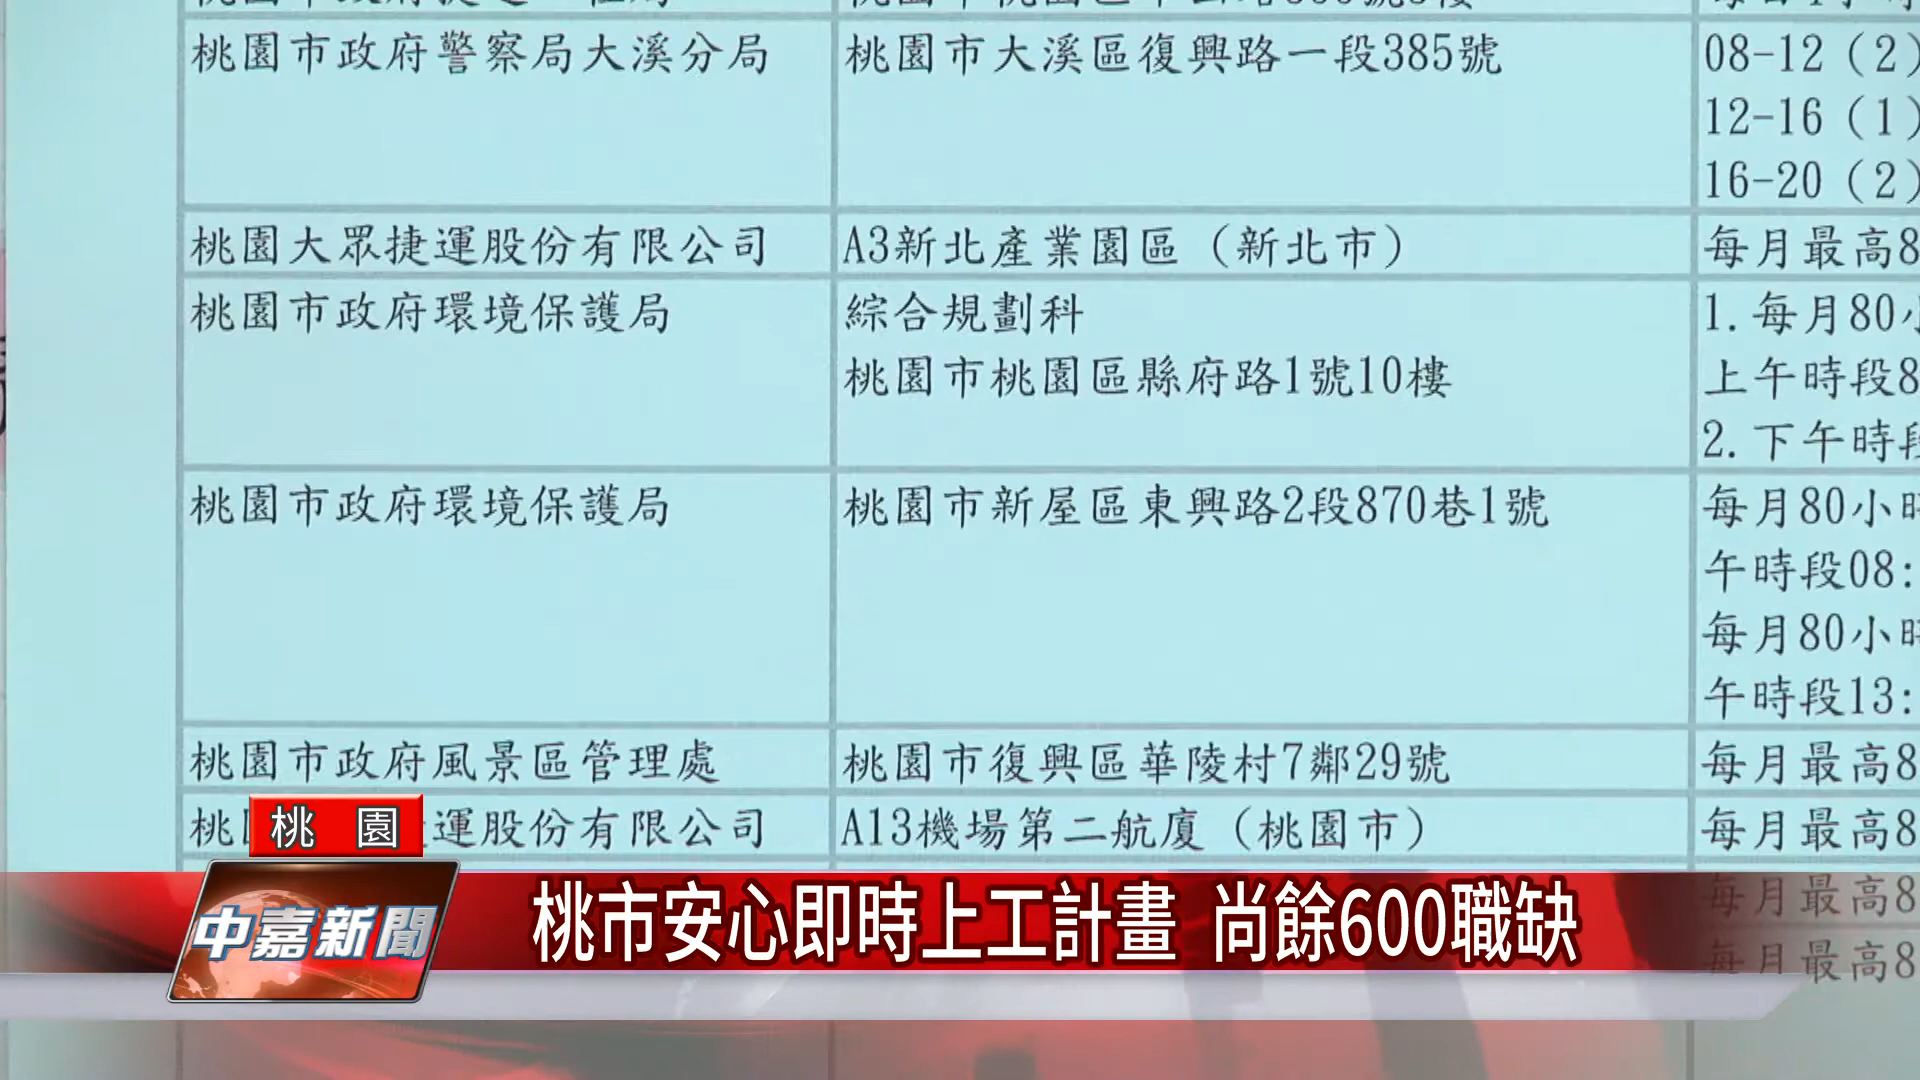 桃園市政府警察局大溪分局 桃園市大溪區復興路一段385號 08-12（2）
12-16（1）
16-20（2）
桃園大眾捷運股份有限公司 A3新北產業園區（新北市） 每月最高8
桃園市政府環境保護局 綜合規劃科 1.每月80小
桃園市桃園區縣府路1號10樓 上午時段8
2.下午時段
桃園市政府環境保護局 桃園市新屋區東興路2段870巷1號 每月80小時
午時段08:
每月80小時
午時段13:
桃園市政府風景區管理處 桃園市復興區華陵村7鄰29號 每月最高8
桃 運股份有限公司 A13機場第二航廈（桃園市） 每月最高8
桃 園
每月最高8
中嘉新聞 桃市安心即時上工計畫 尚餘600職缺
每月最高8